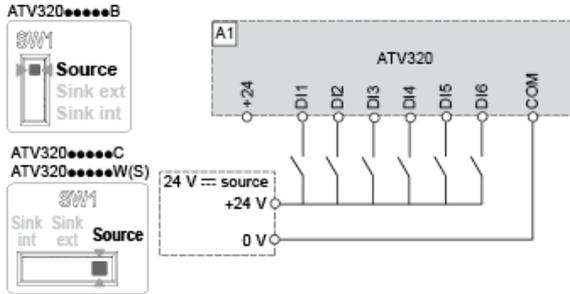 ATV320●●●●●B
SW1
Source
Sink ext
Sink int
ATV320●●●●●C
ATV320●●●●●W(S)
SW1
Sink int
Sink ext
Source
A1
ATV320
+24
DI1
DI2
DI3
DI4
DI5
DI6
COM
24 V ⎓ source
+24 V
0 V